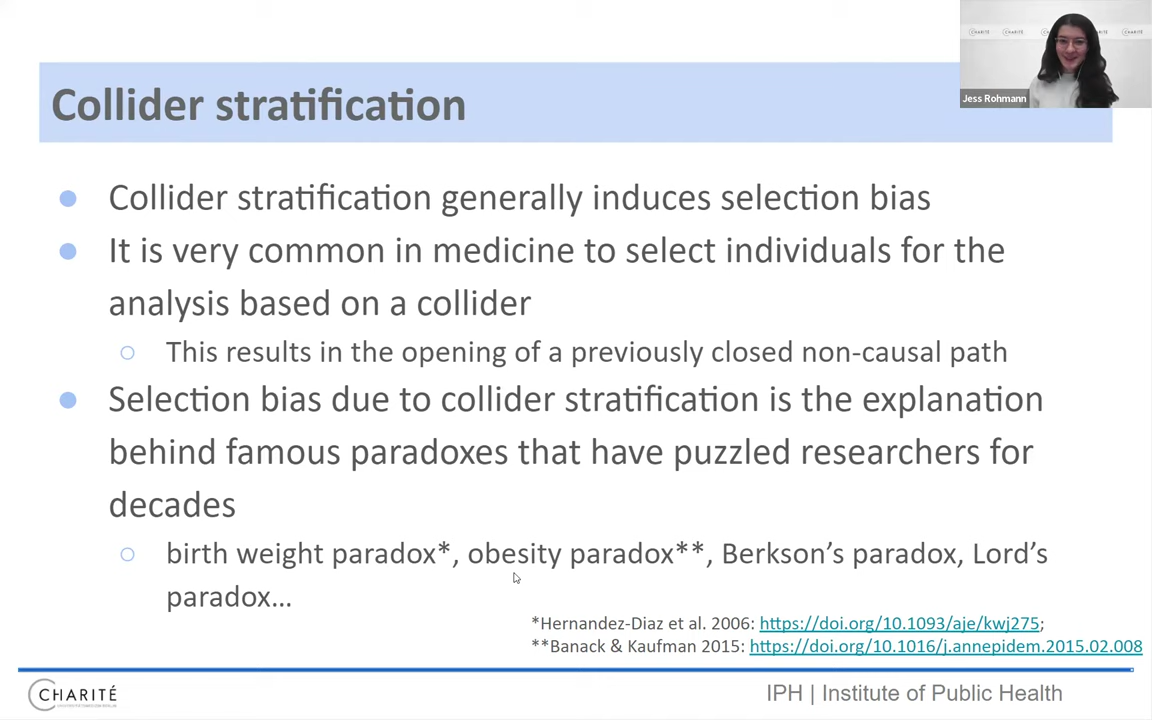 Collider stratification
Jess Rohmann
● Collider stratification generally induces selection bias
● It is very common in medicine to select individuals for the
analysis based on a collider
○ This results in the opening of a previously closed non-causal path
● Selection bias due to collider stratification is the explanation
behind famous paradoxes that have puzzled researchers for
decades
○ birth weight paradox*, obesity paradox**, Berkson's paradox, Lord's
paradox...
*Hernandez-Diaz et al. 2006: https://doi.org/10.1093/aje/kwj275;
**Banack & Kaufman 2015: https://doi.org/10.1016/j.annepidem.2015.02.008
CHARITÉ
IPH | Institute of Public Health